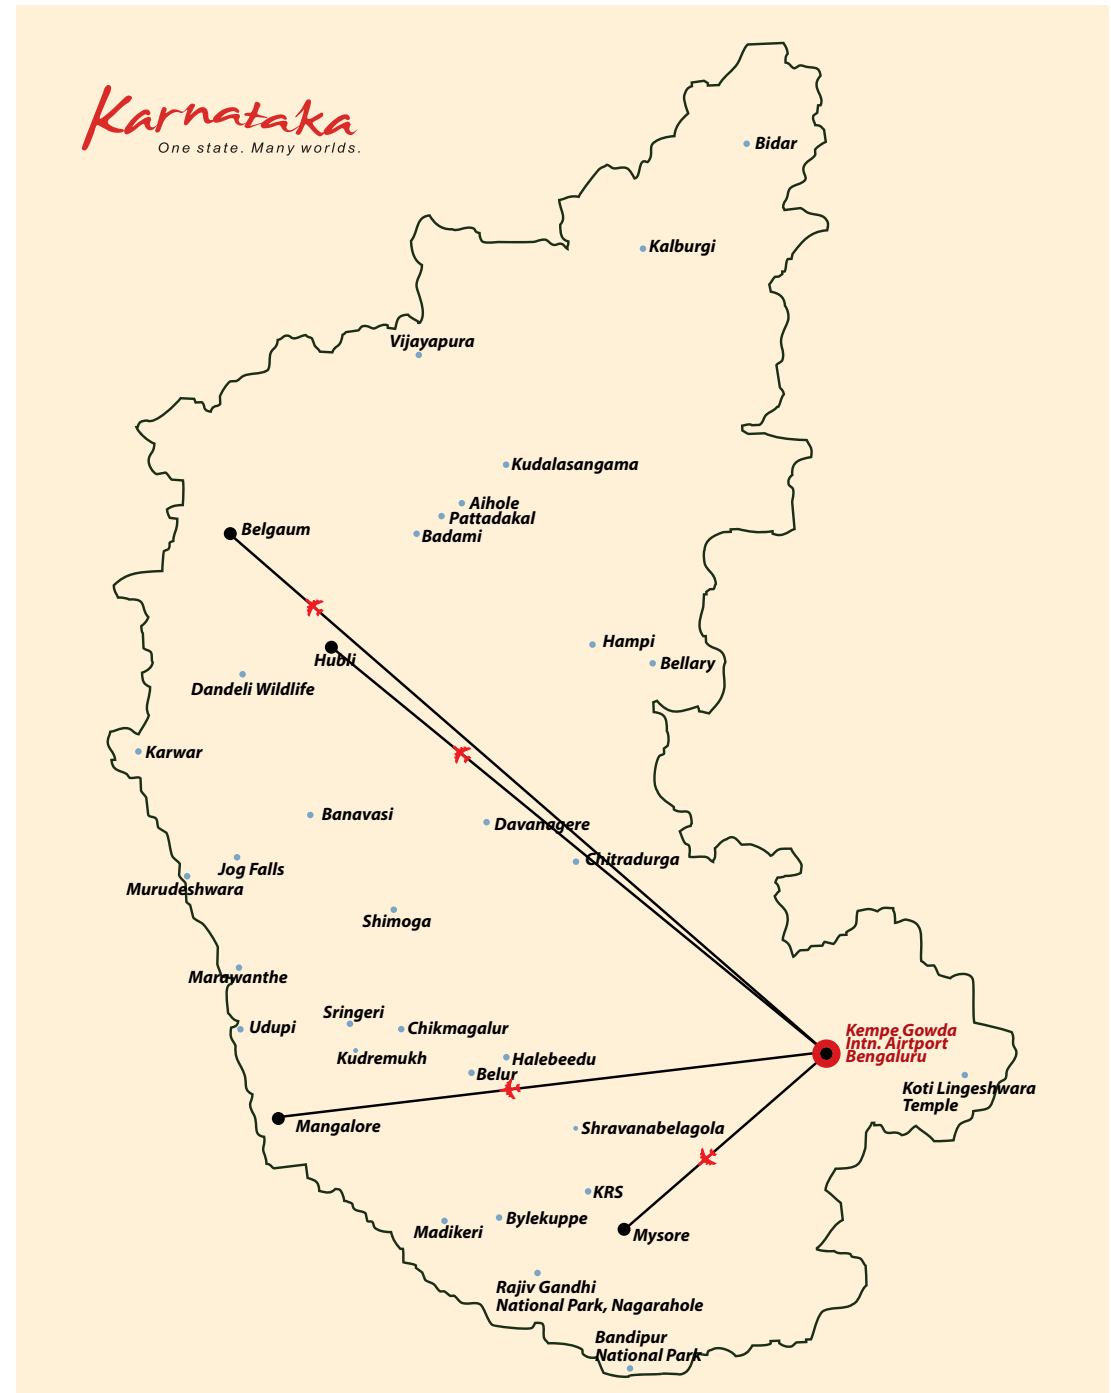 Karnataka
One state. Many worlds.
Bidar
Kalburgi
Vijayapura
Kudalasangama
Aihole
Pattadakal
Badami
Belgaum
Hampi
Bellary
Hubli
Dandeli Wildlife
Karwar
Banavasi
Davanagere
Chitradurga
Jog Falls
Murudeshwara
Shimoga
Marawanthe
Sringeri
Udupi
Chikmagalur
Kempe Gowda
Intn. Airtport
Bengaluru
Kudremukh
Halebeedu
Belur
Koti Lingeshwara
Temple
Mangalore
Shravanabelagola
KRS
Bylekuppe
Madikeri
Mysore
Rajiv Gandhi
National Park, Nagarahole
Bandipur
National Park